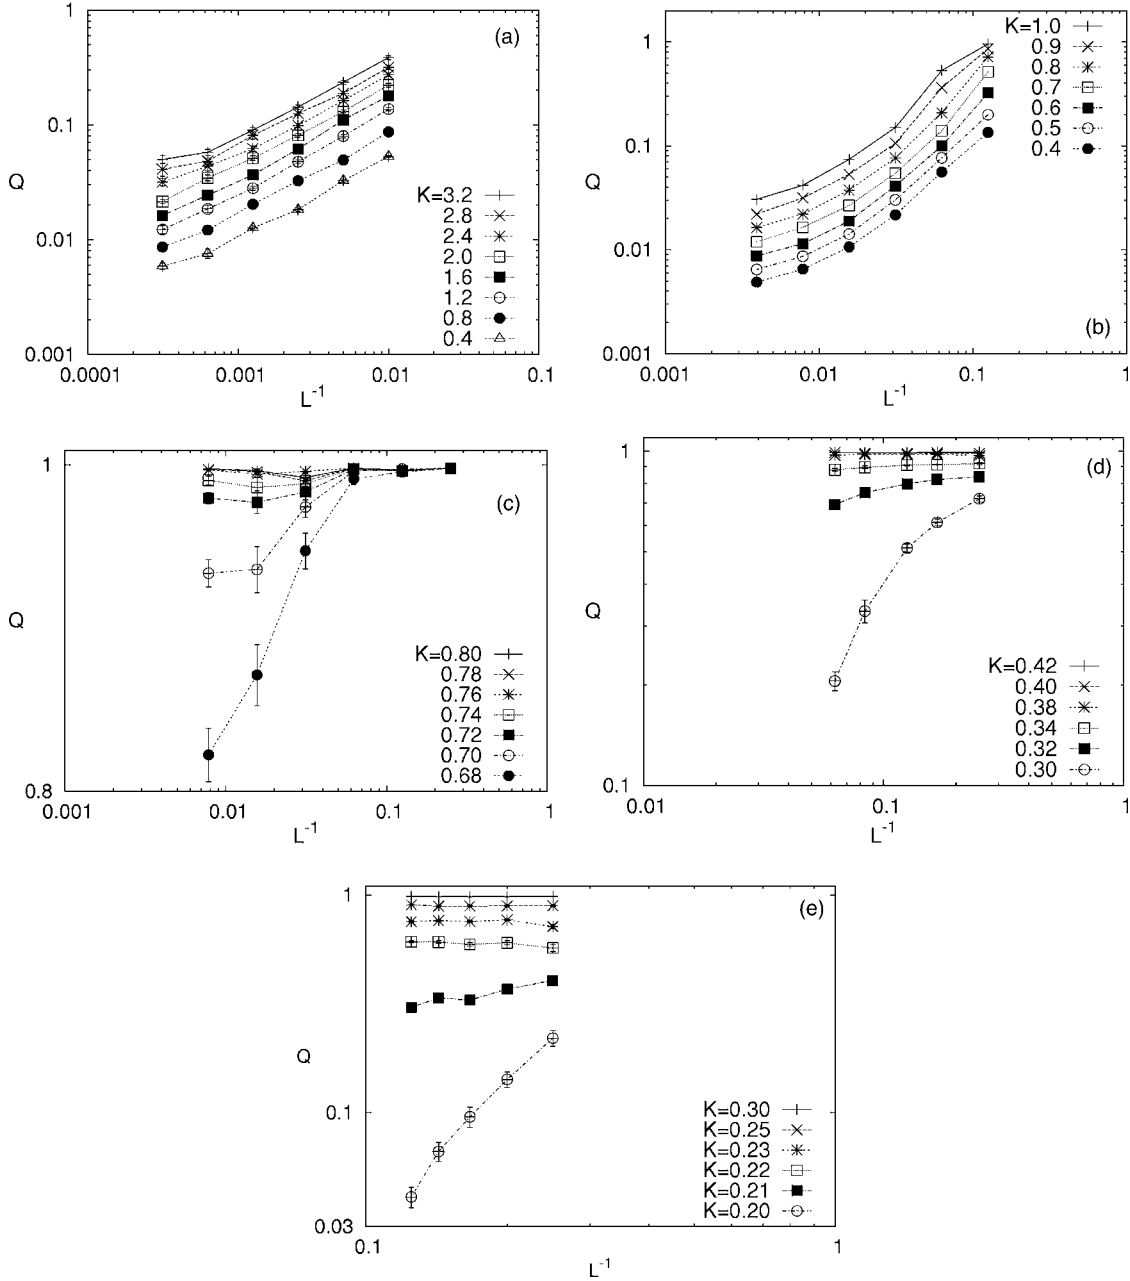 (a)
1
0.1
0.01
0.001
Q
0.0001
0.001
0.01
0.1
L⁻¹
K=3.2
2.8
2.4
2.0
1.6
1.2
0.8
0.4
(b)
1
0.1
0.01
0.001
Q
0.001
0.01
0.1
1
L⁻¹
K=1.0
0.9
0.8
0.7
0.6
0.5
0.4
(c)
1
0.8
Q
0.001
0.01
0.1
1
L⁻¹
K=0.80
0.78
0.76
0.74
0.72
0.70
0.68
(d)
1
0.1
Q
0.01
0.1
1
L⁻¹
K=0.42
0.40
0.38
0.34
0.32
0.30
(e)
1
0.1
0.03
Q
0.1
1
L⁻¹
K=0.30
K=0.25
K=0.23
K=0.22
K=0.21
K=0.20